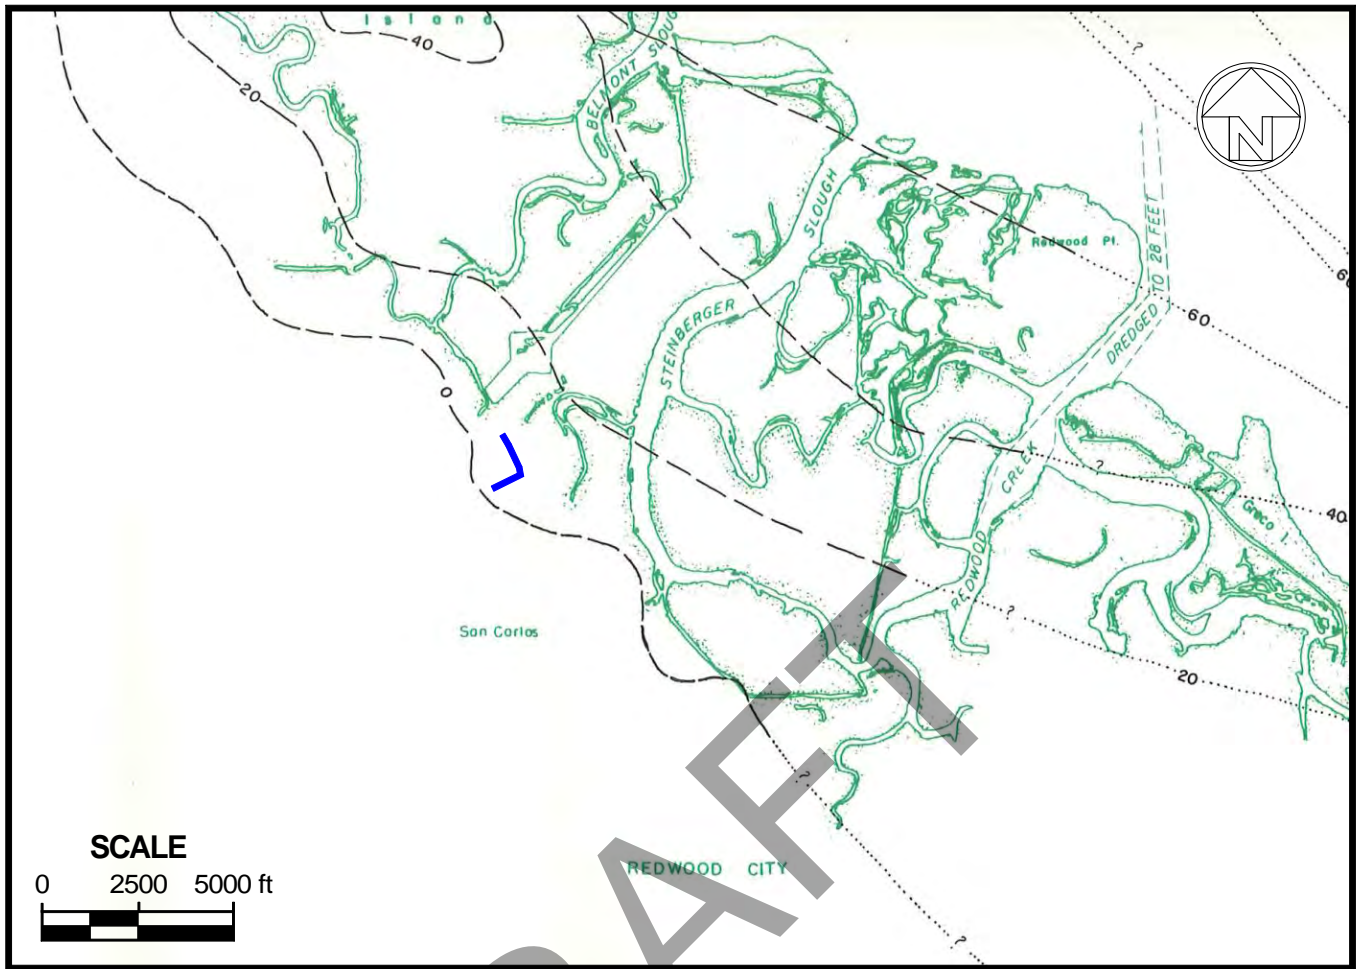 Island
40
20
BELMONT SLOUGH
?
N
SLOUGH
Redwood Pt.
DREDGED TO 28 FEET
60
60
STEINBERGER
0
?
40
Greco I.
REDWOOD CREEK
San Carlos
?
20
?
SCALE
0 2500 5000 ft
REDWOOD CITY
?
DRAFT